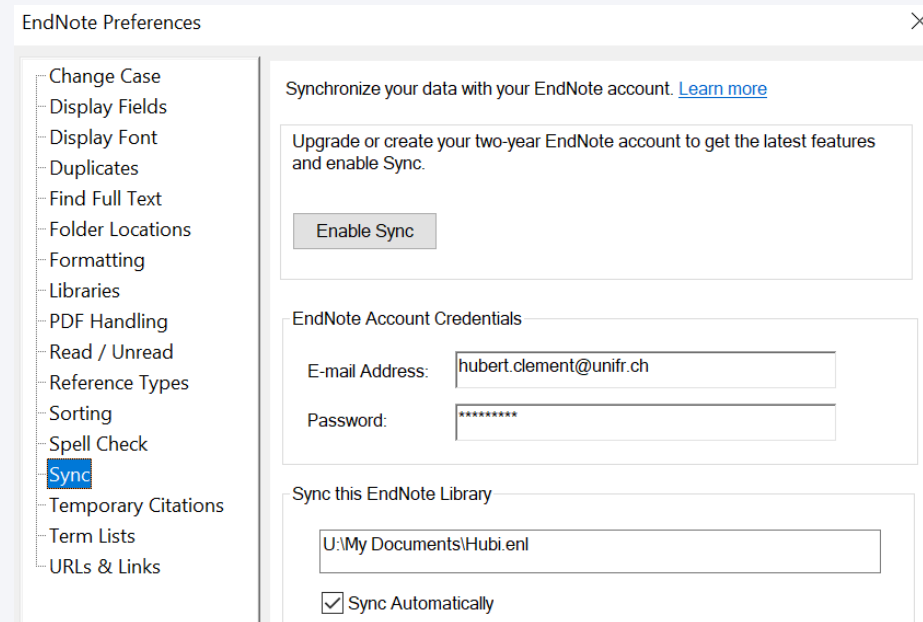 EndNote Preferences
Change Case
Display Fields
Display Font
Duplicates
Find Full Text
Folder Locations
Formatting
Libraries
PDF Handling
Read / Unread
Reference Types
Sorting
Spell Check
Sync
Temporary Citations
Term Lists
URLs & Links
Synchronize your data with your EndNote account. Learn more
Upgrade or create your two-year EndNote account to get the latest features
and enable Sync.
Enable Sync
EndNote Account Credentials
E-mail Address: hubert.clement@unifr.ch
Password: *********
Sync this EndNote Library
U:\My Documents\Hubi.enl
Sync Automatically